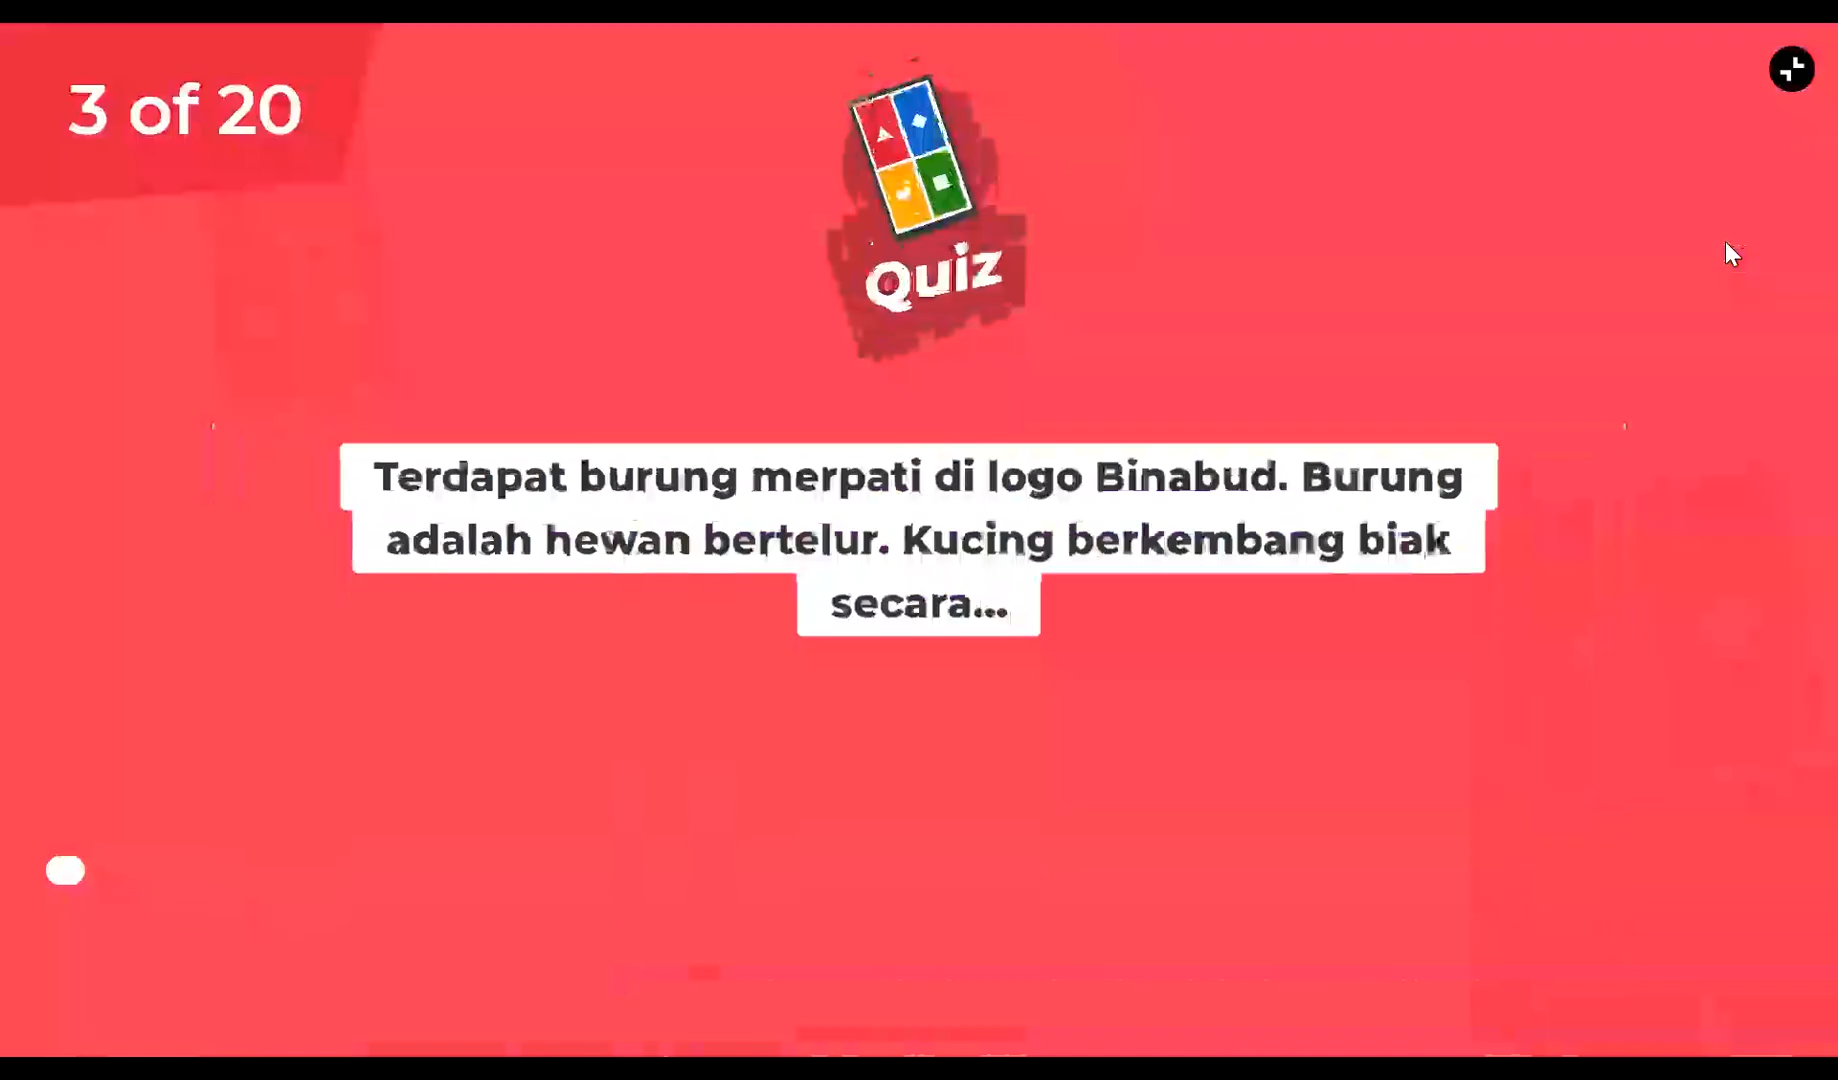 3 of 20
Quiz
Terdapat burung merpati di logo Binabud. Burung
adalah hewan bertelur. Kucing berkembang biak
secara...